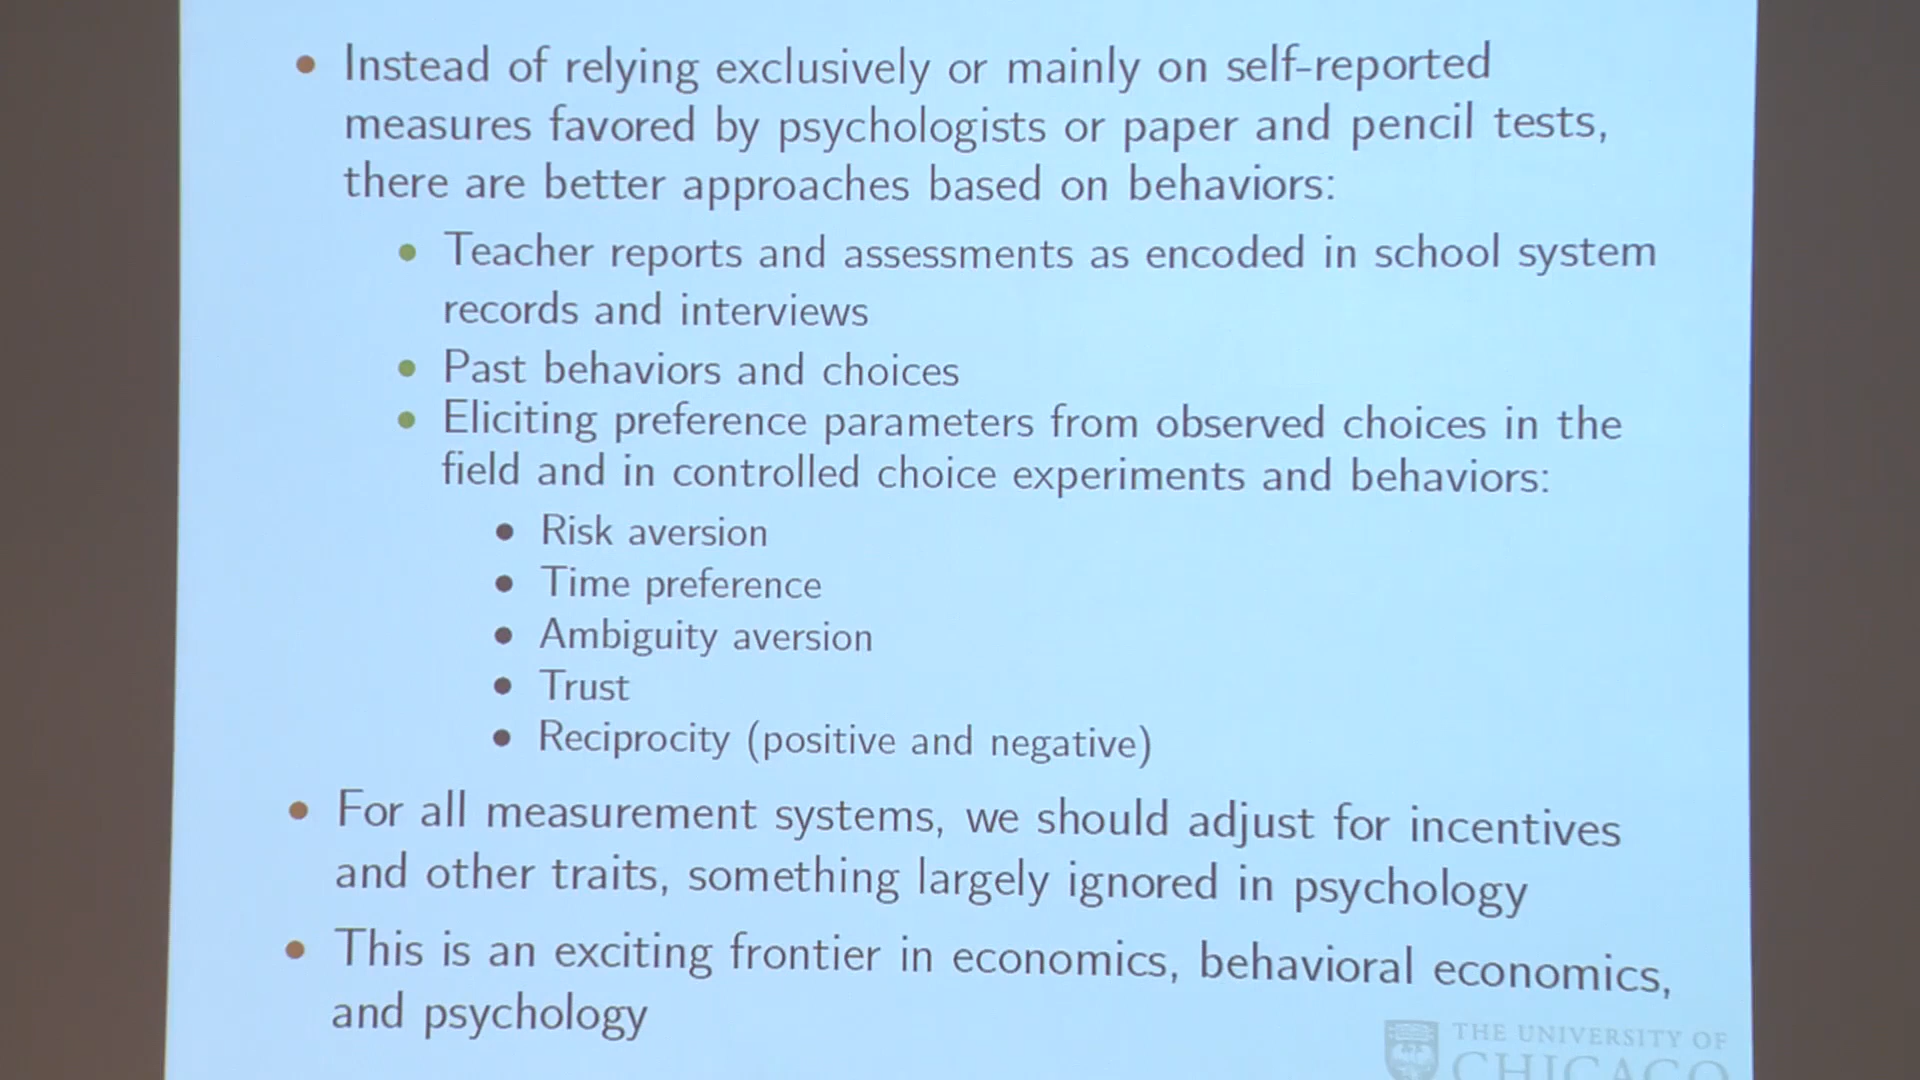 • Instead of relying exclusively or mainly on self-reported
measures favored by psychologists or paper and pencil tests,
there are better approaches based on behaviors:
• Teacher reports and assessments as encoded in school system
records and interviews
• Past behaviors and choices
• Eliciting preference parameters from observed choices in the
field and in controlled choice experiments and behaviors:
• Risk aversion
• Time preference
• Ambiguity aversion
• Trust
• Reciprocity (positive and negative)
• For all measurement systems, we should adjust for incentives
and other traits, something largely ignored in psychology
• This is an exciting frontier in economics, behavioral economics,
and psychology
THE UNIVERSITY OF
CHICAGO